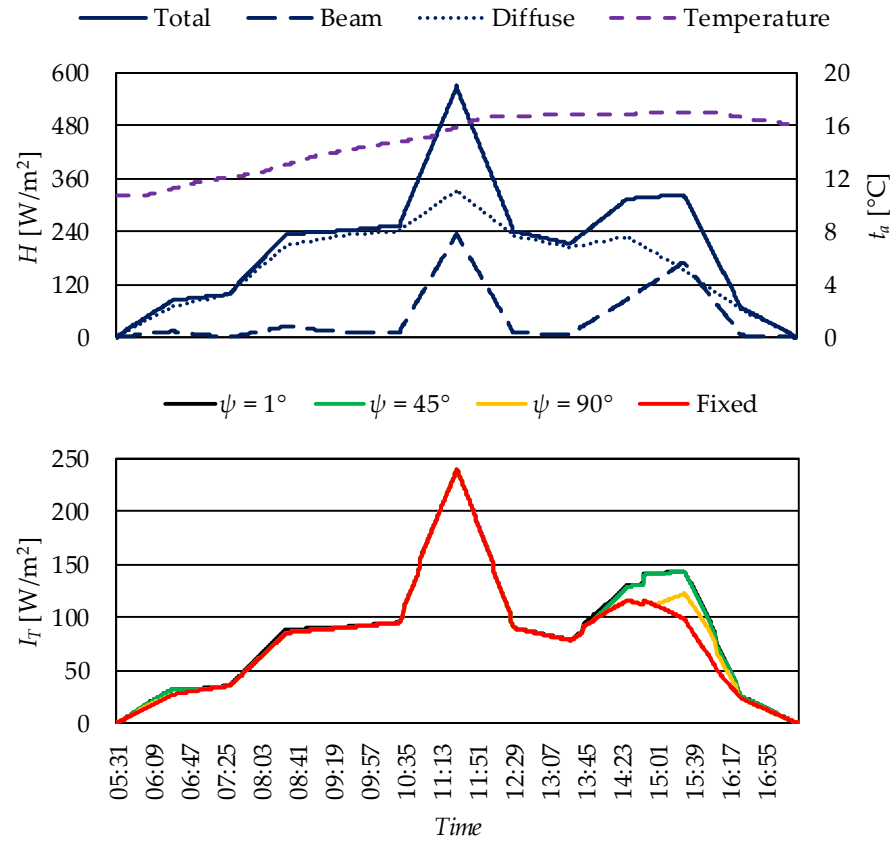 Total Beam Diffuse Temperature
H [W/m²]
600
480
360
240
120
0
20
16
12
8
4
0
tₐ [°C]
ψ = 1° ψ = 45° ψ = 90° Fixed
I_T [W/m²]
250
200
150
100
50
0
05:31 06:09 06:47 07:25 08:03 08:41 09:19 09:57 10:35 11:13 11:51 12:29 13:07 13:45 14:23 15:01 15:39 16:17 16:55
Time